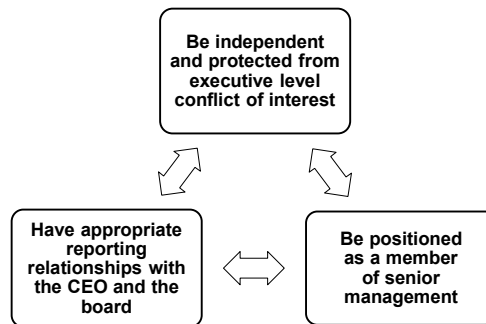 Be independent
and protected from
executive level
conflict of interest
Have appropriate
reporting
relationships with
the CEO and the
board
Be positioned
as a member
of senior
management